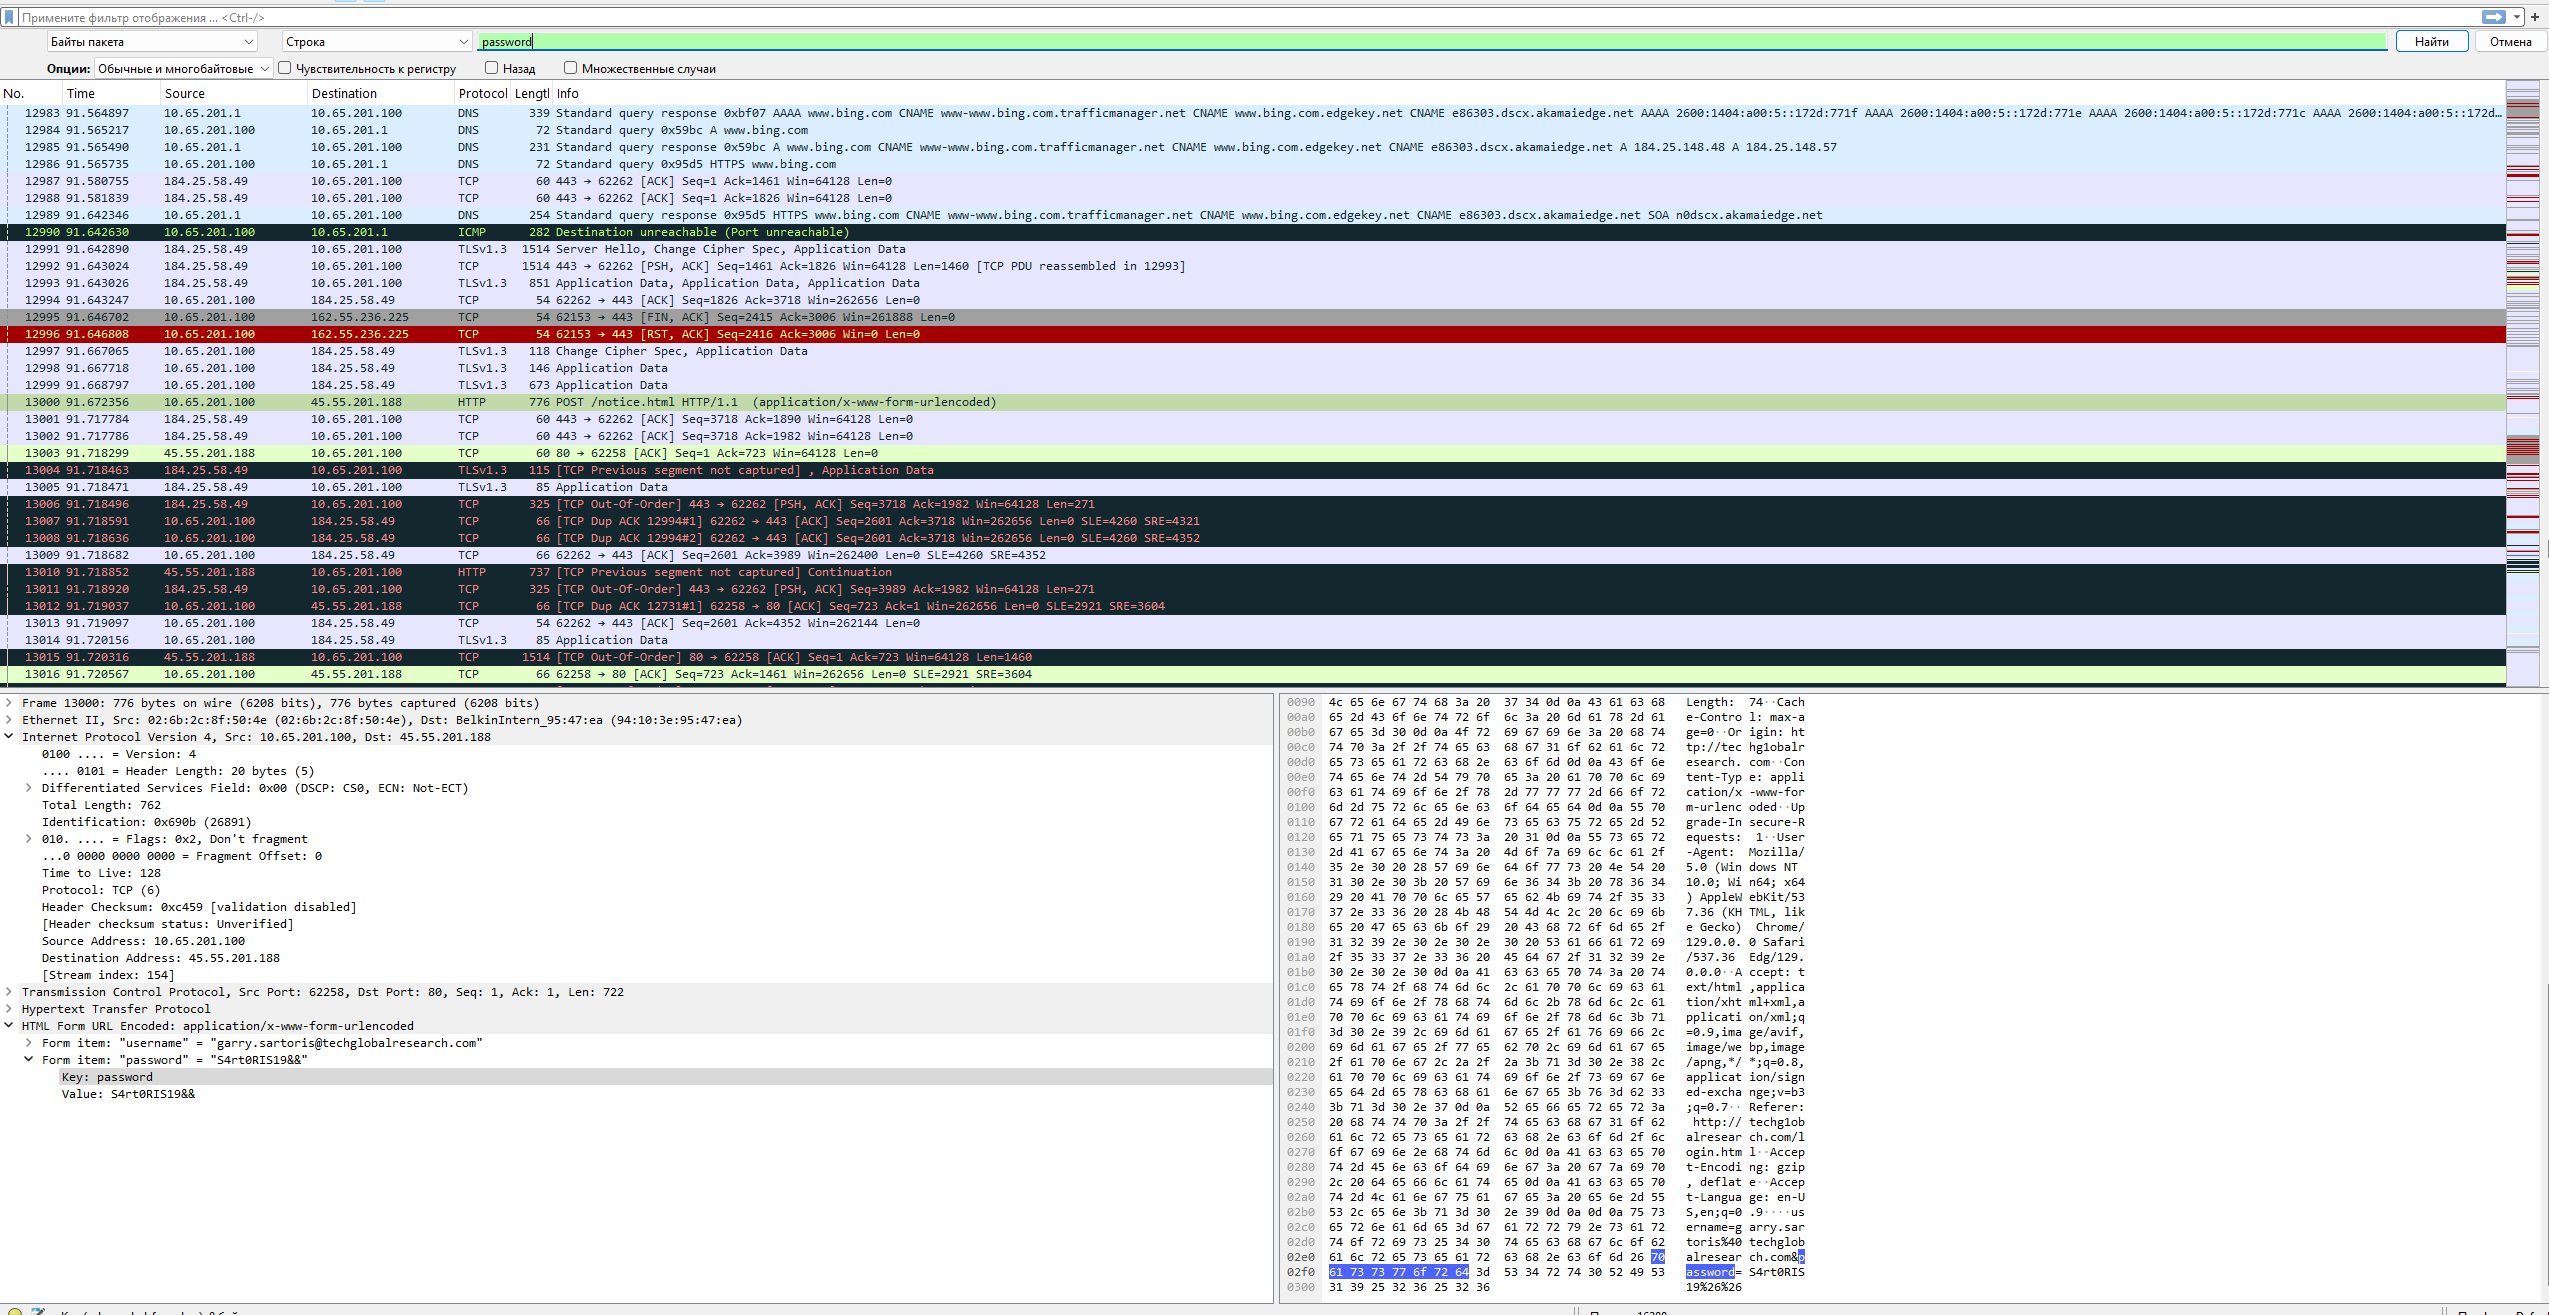 Примените фильтр отображения ... <Ctrl-/>
Байты пакета Строка password Найти Отмена
Опции: Обычные и многобайтовые Чувствительность к регистру Назад Множественные случаи
No. Time Source Destination Protocol Lengtl Info
12983 91.564897 10.65.201.1 10.65.201.100 DNS 339 Standard query response 0xbf07 AAAA www.bing.com CNAME www-www.bing.com.trafficmanager.net CNAME www.bing.com.edgekey.net CNAME e86303.dscx.akamaiedge.net AAAA 2600:1404:a00:5::172d:771f AAAA 2600:1404:a00:5::172d:771e AAAA 2600:1404:a00:5::172d:771c AAAA 2600:1404:a00:5::172d...
12984 91.565217 10.65.201.100 10.65.201.1 DNS 72 Standard query 0x59bc A www.bing.com
12985 91.565490 10.65.201.1 10.65.201.100 DNS 231 Standard query response 0x59bc A www.bing.com CNAME www-www.bing.com.trafficmanager.net CNAME www.bing.com.edgekey.net CNAME e86303.dscx.akamaiedge.net A 184.25.148.48 A 184.25.148.57
12986 91.565735 10.65.201.100 10.65.201.1 DNS 72 Standard query 0x95d5 HTTPS www.bing.com
12987 91.580755 184.25.58.49 10.65.201.100 TCP 60 443 → 62262 [ACK] Seq=1 Ack=1461 Win=64128 Len=0
12988 91.581839 184.25.58.49 10.65.201.100 TCP 60 443 → 62262 [ACK] Seq=1 Ack=1826 Win=64128 Len=0
12989 91.642346 10.65.201.1 10.65.201.100 DNS 254 Standard query response 0x95d5 HTTPS www.bing.com CNAME www-www.bing.com.trafficmanager.net CNAME www.bing.com.edgekey.net CNAME e86303.dscx.akamaiedge.net SOA n0dscx.akamaiedge.net
12990 91.642630 10.65.201.100 10.65.201.1 ICMP 282 Destination unreachable (Port unreachable)
12991 91.642890 184.25.58.49 10.65.201.100 TLSv1.3 1514 Server Hello, Change Cipher Spec, Application Data
12992 91.643024 184.25.58.49 10.65.201.100 TCP 1514 443 → 62262 [PSH, ACK] Seq=1461 Ack=1826 Win=64128 Len=1460 [TCP PDU reassembled in 12993]
12993 91.643026 184.25.58.49 10.65.201.100 TLSv1.3 851 Application Data, Application Data, Application Data
12994 91.643247 10.65.201.100 184.25.58.49 TCP 54 62262 → 443 [ACK] Seq=1826 Ack=3718 Win=262656 Len=0
12995 91.646702 10.65.201.100 162.55.236.225 TCP 54 62153 → 443 [FIN, ACK] Seq=2415 Ack=3006 Win=261888 Len=0
12996 91.646808 10.65.201.100 162.55.236.225 TCP 54 62153 → 443 [RST, ACK] Seq=2416 Ack=3006 Win=0 Len=0
12997 91.667065 10.65.201.100 184.25.58.49 TLSv1.3 118 Change Cipher Spec, Application Data
12998 91.667718 10.65.201.100 184.25.58.49 TLSv1.3 146 Application Data
12999 91.668797 10.65.201.100 184.25.58.49 TLSv1.3 673 Application Data
13000 91.672356 10.65.201.100 45.55.201.188 HTTP 776 POST /notice.html HTTP/1.1 (application/x-www-form-urlencoded)
13001 91.717784 184.25.58.49 10.65.201.100 TCP 60 443 → 62262 [ACK] Seq=3718 Ack=1890 Win=64128 Len=0
13002 91.717786 184.25.58.49 10.65.201.100 TCP 60 443 → 62262 [ACK] Seq=3718 Ack=1982 Win=64128 Len=0
13003 91.718299 45.55.201.188 10.65.201.100 TCP 60 80 → 62258 [ACK] Seq=1 Ack=723 Win=64128 Len=0
13004 91.718463 184.25.58.49 10.65.201.100 TLSv1.3 115 [TCP Previous segment not captured] , Application Data
13005 91.718471 184.25.58.49 10.65.201.100 TLSv1.3 85 Application Data
13006 91.718496 184.25.58.49 10.65.201.100 TCP 325 [TCP Out-Of-Order] 443 → 62262 [PSH, ACK] Seq=3718 Ack=1982 Win=64128 Len=271
13007 91.718591 10.65.201.100 184.25.58.49 TCP 66 [TCP Dup ACK 12994#1] 62262 → 443 [ACK] Seq=2601 Ack=3718 Win=262656 Len=0 SLE=4260 SRE=4321
13008 91.718636 10.65.201.100 184.25.58.49 TCP 66 [TCP Dup ACK 12994#2] 62262 → 443 [ACK] Seq=2601 Ack=3718 Win=262656 Len=0 SLE=4260 SRE=4352
13009 91.718682 10.65.201.100 184.25.58.49 TCP 66 62262 → 443 [ACK] Seq=2601 Ack=3989 Win=262400 Len=0 SLE=4260 SRE=4352
13010 91.718852 45.55.201.188 10.65.201.100 HTTP 737 [TCP Previous segment not captured] Continuation
13011 91.718920 184.25.58.49 10.65.201.100 TCP 325 [TCP Out-Of-Order] 443 → 62262 [PSH, ACK] Seq=3989 Ack=1982 Win=64128 Len=271
13012 91.719037 10.65.201.100 45.55.201.188 TCP 66 [TCP Dup ACK 12731#1] 62258 → 80 [ACK] Seq=723 Ack=1 Win=262656 Len=0 SLE=2921 SRE=3604
13013 91.719097 10.65.201.100 184.25.58.49 TCP 54 62262 → 443 [ACK] Seq=2601 Ack=4352 Win=262144 Len=0
13014 91.720156 10.65.201.100 184.25.58.49 TLSv1.3 85 Application Data
13015 91.720316 45.55.201.188 10.65.201.100 TCP 1514 [TCP Out-Of-Order] 80 → 62258 [ACK] Seq=1 Ack=723 Win=64128 Len=1460
13016 91.720567 10.65.201.100 45.55.201.188 TCP 66 62258 → 80 [ACK] Seq=723 Ack=1461 Win=262656 Len=0 SLE=2921 SRE=3604
Frame 13000: 776 bytes on wire (6208 bits), 776 bytes captured (6208 bits)
Ethernet II, Src: 02:6b:2c:8f:50:4e (02:6b:2c:8f:50:4e), Dst: BelkinIntern_95:47:ea (94:10:3e:95:47:ea)
Internet Protocol Version 4, Src: 10.65.201.100, Dst: 45.55.201.188
0100 .... = Version: 4
.... 0101 = Header Length: 20 bytes (5)
Differentiated Services Field: 0x00 (DSCP: CS0, ECN: Not-ECT)
Total Length: 762
Identification: 0x690b (26891)
010. .... = Flags: 0x2, Don't fragment
...0 0000 0000 0000 = Fragment Offset: 0
Time to Live: 128
Protocol: TCP (6)
Header Checksum: 0xc459 [validation disabled]
[Header checksum status: Unverified]
Source Address: 10.65.201.100
Destination Address: 45.55.201.188
[Stream index: 154]
Transmission Control Protocol, Src Port: 62258, Dst Port: 80, Seq: 1, Ack: 1, Len: 722
Hypertext Transfer Protocol
HTML Form URL Encoded: application/x-www-form-urlencoded
Form item: "username" = "garry.sartoris@techglobalresearch.com"
Form item: "password" = "S4rt0RIS19&&"
Key: password
Value: S4rt0RIS19&&
0090 4c 65 6e 67 74 68 3a 20 37 34 0d 0a 43 61 63 68 Length: 74··Cach
00a0 65 2d 43 6f 6e 74 72 6f 6c 3a 20 6d 61 78 2d 61 e-Contro l: max-a
00b0 67 65 3d 30 0d 0a 4f 72 69 67 69 6e 3a 20 68 74 ge=0··Or igin: ht
00c0 74 70 3a 2f 2f 74 65 63 68 67 31 6f 62 61 6c 72 tp://tec hg1obalr
00d0 65 73 65 61 72 63 68 2e 63 6f 6d 0d 0a 43 6f 6e esearch. com··Con
00e0 74 65 6e 74 2d 54 79 70 65 3a 20 61 70 70 6c 69 tent-Typ e: appli
00f0 63 61 74 69 6f 6e 2f 78 2d 77 77 77 2d 66 6f 72 cation/x -www-for
0100 6d 2d 75 72 6c 65 6e 63 6f 64 65 64 0d 0a 55 70 m-urlenc oded··Up
0110 67 72 61 64 65 2d 49 6e 73 65 63 75 72 65 2d 52 grade-In secure-R
0120 65 71 75 65 73 74 73 3a 20 31 0d 0a 55 73 65 72 equests: 1··User
0130 2d 41 67 65 6e 74 3a 20 4d 6f 7a 69 6c 6c 61 2f -Agent: Mozilla/
0140 35 2e 30 20 28 57 69 6e 64 6f 77 73 20 4e 54 20 5.0 (Win dows NT
0150 31 30 2e 30 3b 20 57 69 6e 36 34 3b 20 78 36 34 10.0; Wi n64; x64
0160 29 20 41 70 70 6c 65 57 65 62 4b 69 74 2f 35 33 ) AppleW ebKit/53
0170 37 2e 33 36 20 28 4b 48 54 4d 4c 2c 20 6c 69 6b 7.36 (KH TML, lik
0180 65 20 47 65 63 6b 6f 29 20 43 68 72 6f 6d 65 2f e Gecko) Chrome/
0190 31 32 39 2e 30 2e 30 2e 30 20 53 61 66 61 72 69 129.0.0. 0 Safari
01a0 2f 35 33 37 2e 33 36 20 45 64 67 2f 31 32 39 2e /537.36 Edg/129.
01b0 30 2e 30 2e 30 0d 0a 41 63 63 65 70 74 3a 20 74 0.0.0··A ccept: t
01c0 65 78 74 2f 68 74 6d 6c 2c 61 70 70 6c 69 63 61 ext/html ,applica
01d0 74 69 6f 6e 2f 78 68 74 6d 6c 2b 78 6d 6c 2c 61 tion/xht ml+xml,a
01e0 70 70 6c 69 63 61 74 69 6f 6e 2f 78 6d 6c 3b 71 pplicati on/xml;q
01f0 3d 30 2e 39 2c 69 6d 61 67 65 2f 61 76 69 66 2c =0.9,ima ge/avif,
0200 69 6d 61 67 65 2f 77 65 62 70 2c 69 6d 61 67 65 image/we bp,image
0210 2f 61 70 6e 67 2c 2a 2f 2a 3b 71 3d 30 2e 38 2c /apng,*/ *;q=0.8,
0220 61 70 70 6c 69 63 61 74 69 6f 6e 2f 73 69 67 6e applicat ion/sign
0230 65 64 2d 65 78 63 68 61 6e 67 65 3b 76 3d 62 33 ed-excha nge;v=b3
0240 3b 71 3d 30 2e 37 0d 0a 52 65 66 65 72 65 72 3a ;q=0.7·· Referer:
0250 20 68 74 74 70 3a 2f 2f 74 65 63 68 67 31 6f 62 http:// techg1ob
0260 61 6c 72 65 73 65 61 72 63 68 2e 63 6f 6d 2f 6c alresear ch.com/l
0270 6f 67 69 6e 2e 68 74 6d 6c 0d 0a 41 63 63 65 70 ogin.htm l··Accep
0280 74 2d 45 6e 63 6f 64 69 6e 67 3a 20 67 7a 69 70 t-Encodi ng: gzip
0290 2c 20 64 65 66 6c 61 74 65 0d 0a 41 63 63 65 70 , deflat e··Accep
02a0 74 2d 4c 61 6e 67 75 61 67 65 3a 20 65 6e 2d 55 t-Langua ge: en-U
02b0 53 2c 65 6e 3b 71 3d 30 2e 39 0d 0a 0d 0a 75 73 S,en;q=0 .9····us
02c0 65 72 6e 61 6d 65 3d 67 61 72 72 79 2e 73 61 72 ername=g arry.sar
02d0 74 6f 72 69 73 25 34 30 74 65 63 68 67 6c 6f 62 toris%40 techglob
02e0 61 6c 72 65 73 65 61 72 63 68 2e 63 6f 6d 26 70 alresear ch.com&p
02f0 61 73 73 77 6f 72 64 3d 53 34 72 74 30 52 49 53 assword= S4rt0RIS
0300 31 39 25 32 36 25 32 36 19%26%26